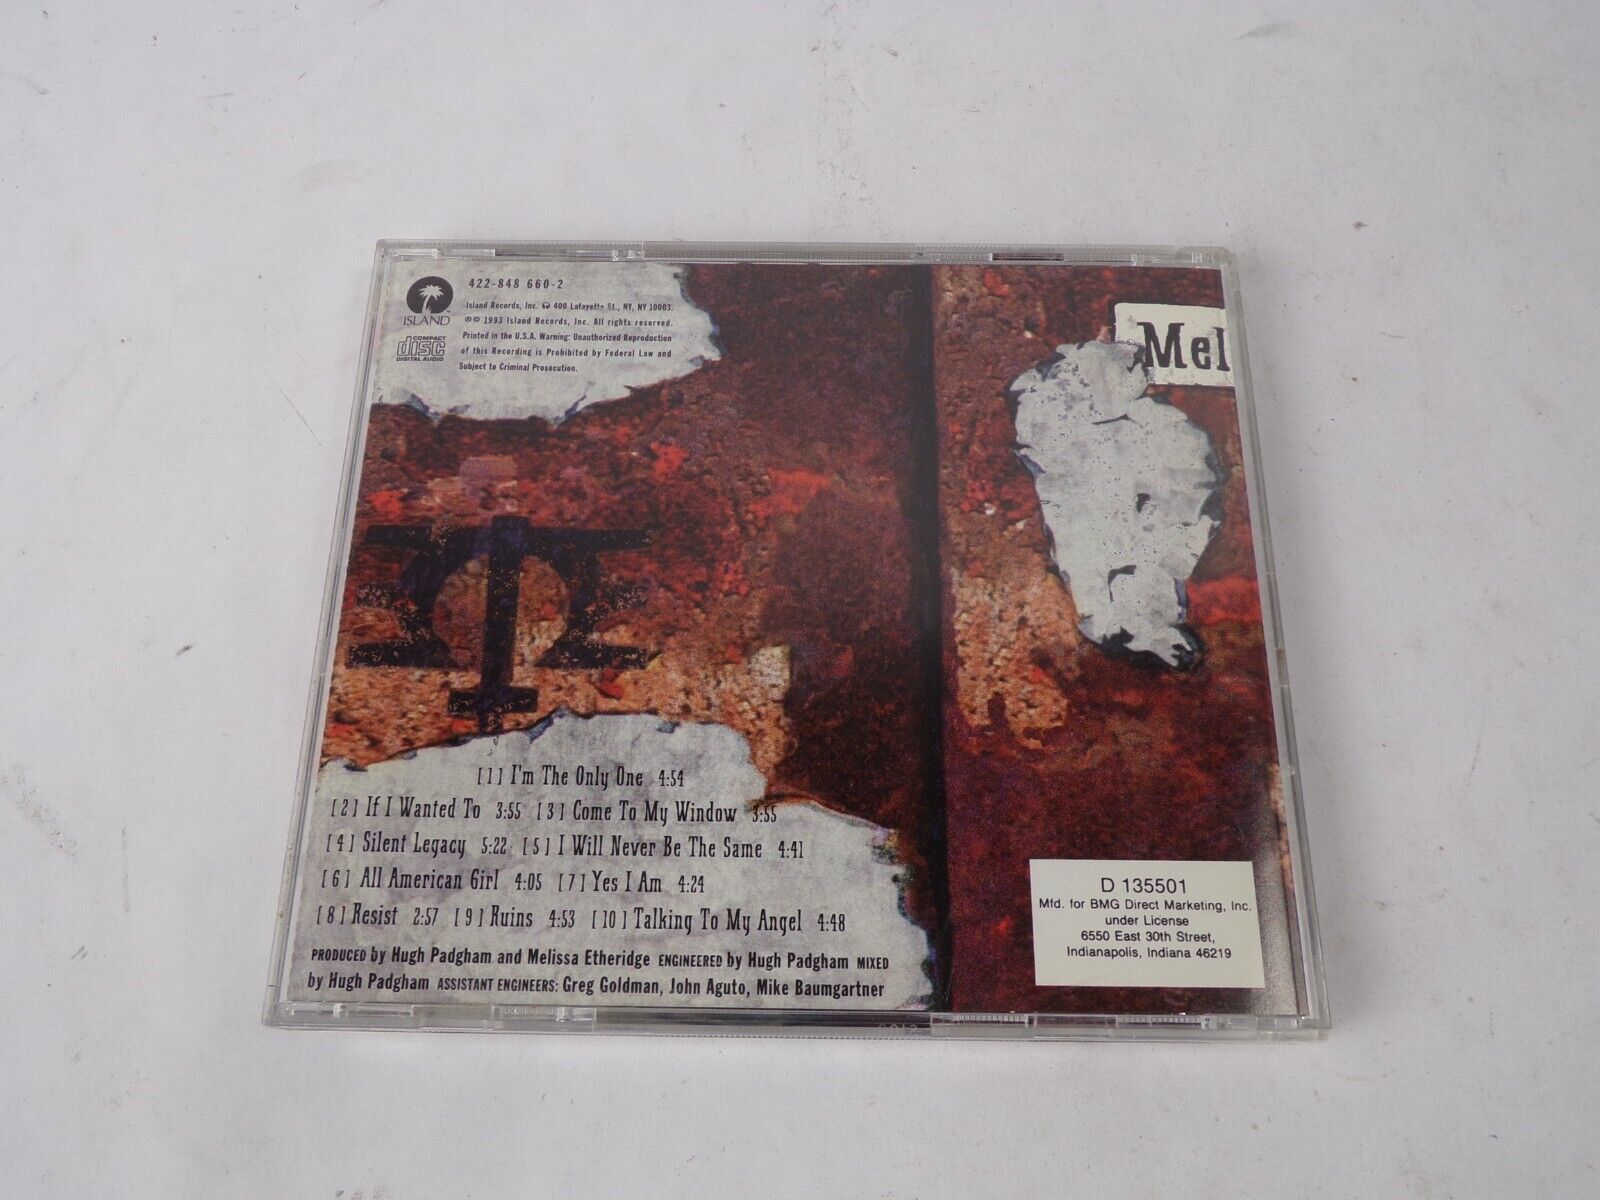 422-848 660-2
Island Records, Inc. 400 Lafayette St., NY, NY 10003.
℗© 1993 Island Records, Inc. All rights reserved.
Printed in the U.S.A. Warning: Unauthorized Reproduction
of this Recording is Prohibited by Federal Law and
Subject to Criminal Prosecution.
ISLAND
COMPACT
disc
DIGITAL AUDIO
Mel
[1] I'm The Only One 4:54
[2] If I Wanted To 3:55 [3] Come To My Window 3:55
[4] Silent Legacy 5:22 [5] I Will Never Be The Same 4:41
[6] All American Girl 4:05 [7] Yes I Am 4:24
[8] Resist 2:57 [9] Ruins 4:53 [10] Talking To My Angel 4:48
PRODUCED by Hugh Padgham and Melissa Etheridge ENGINEERED by Hugh Padgham MIXED
by Hugh Padgham ASSISTANT ENGINEERS: Greg Goldman, John Aguto, Mike Baumgartner
D 135501
Mfd. for BMG Direct Marketing, Inc.
under License
6550 East 30th Street,
Indianapolis, Indiana 46219